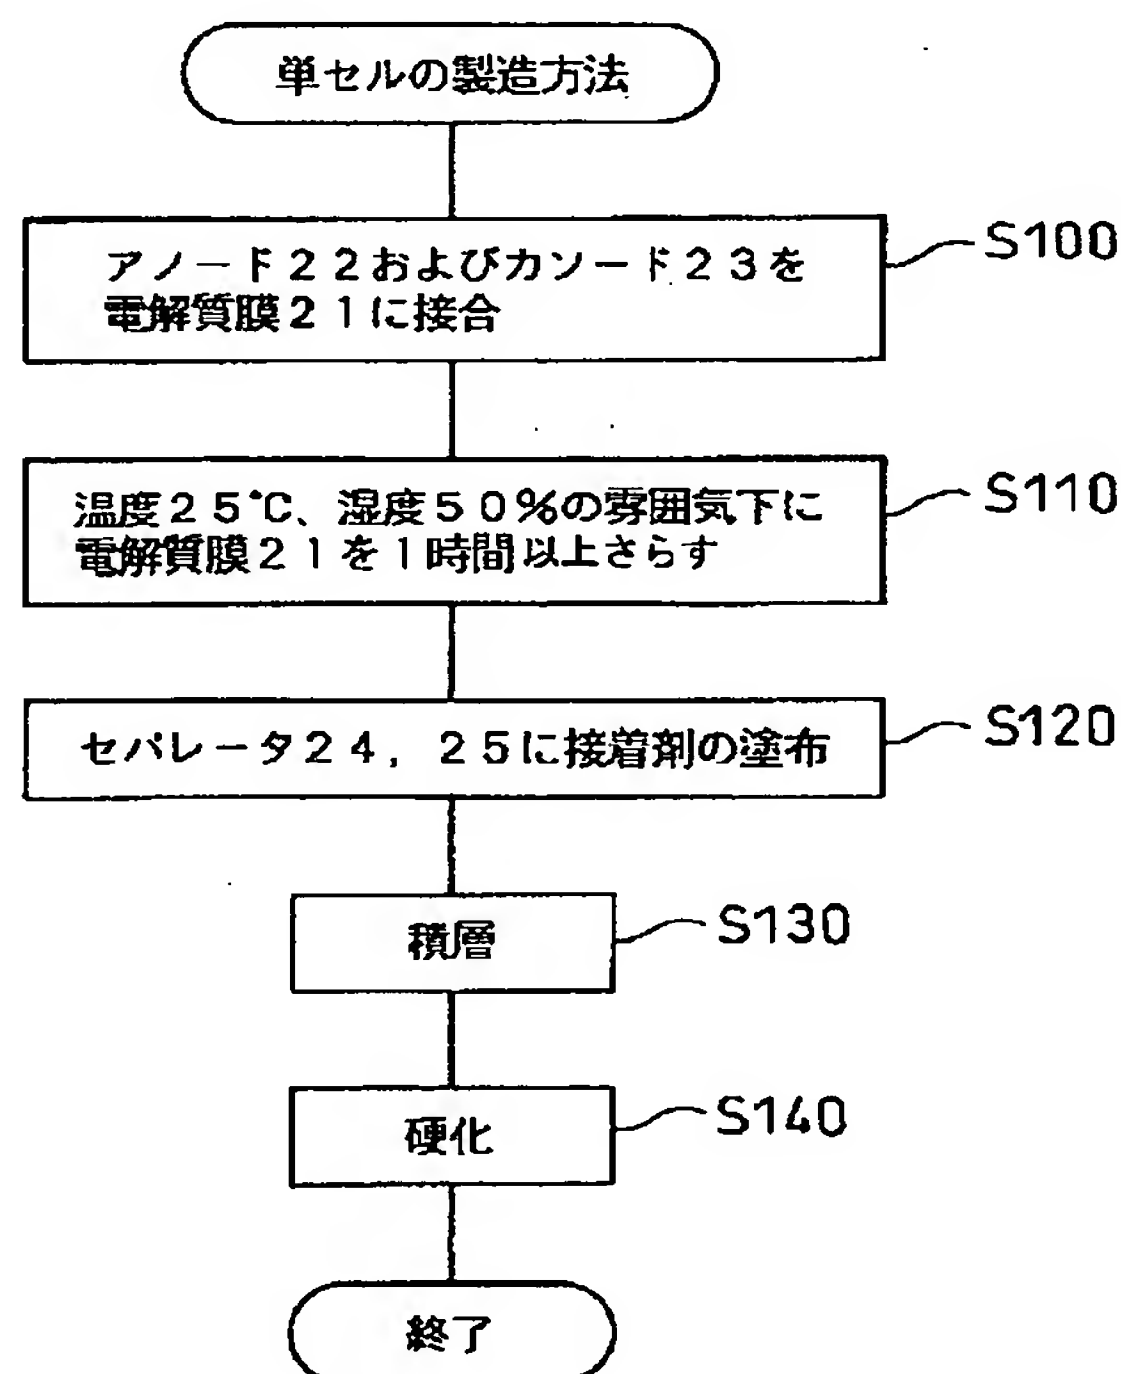 単セルの製造方法
アノード22およびカソード23を
電解質膜21に接合
S100
温度25℃、湿度50%の雰囲気下に
電解質膜21を1時間以上さらす
S110
セパレータ24,25に接着剤の塗布
S120
積層
S130
硬化
S140
終了